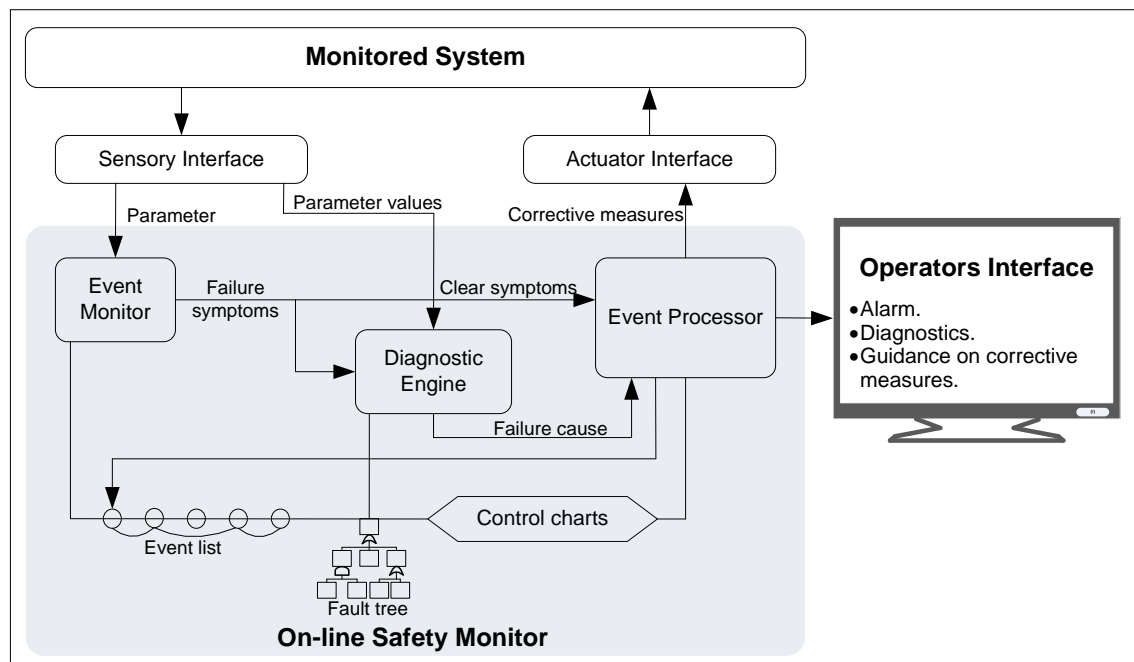 Monitored System
Sensory Interface
Actuator Interface
Parameter
Parameter values
Corrective measures
Event
Monitor
Failure
symptoms
Clear symptoms
Event Processor
Operators Interface
•Alarm.
•Diagnostics.
•Guidance on corrective
measures.
Diagnostic
Engine
Failure cause
Control charts
Event list
Fault tree
On-line Safety Monitor